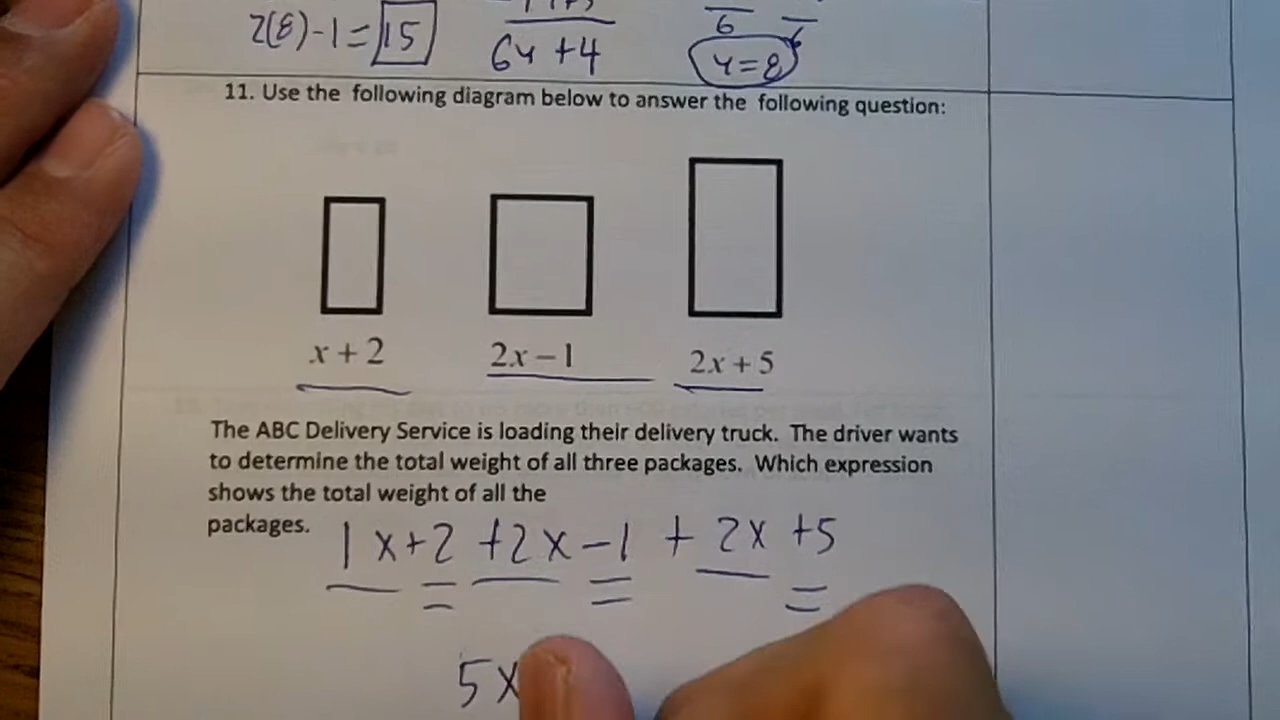 2(8)-1=15
6y+4
6
6
y=8
11. Use the following diagram below to answer the following question:
x + 2 2x – 1 2x + 5
The ABC Delivery Service is loading their delivery truck. The driver wants
to determine the total weight of all three packages. Which expression
shows the total weight of all the
packages.
1x+2 +2x-1 + 2x +5
5x